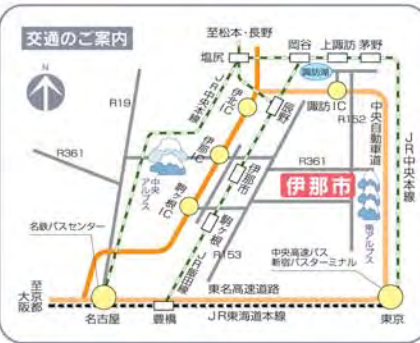 交通のご案内
至松本・長野
塩尻
岡谷
上諏訪
茅野
諏訪湖
N
R19
JR中央本線
伊北IC
辰野
諏訪IC
R152
中央自動車道
JR中央本線
R361
中央アルプス
伊那IC
伊那市
R361
伊那市
南アルプス
駒ヶ根IC
駒ヶ根
名鉄バスセンター
R153
JR飯田線
中央高速バス
新宿バスターミナル
至京都
大阪
東名高速道路
名古屋
豊橋
JR東海道本線
東京